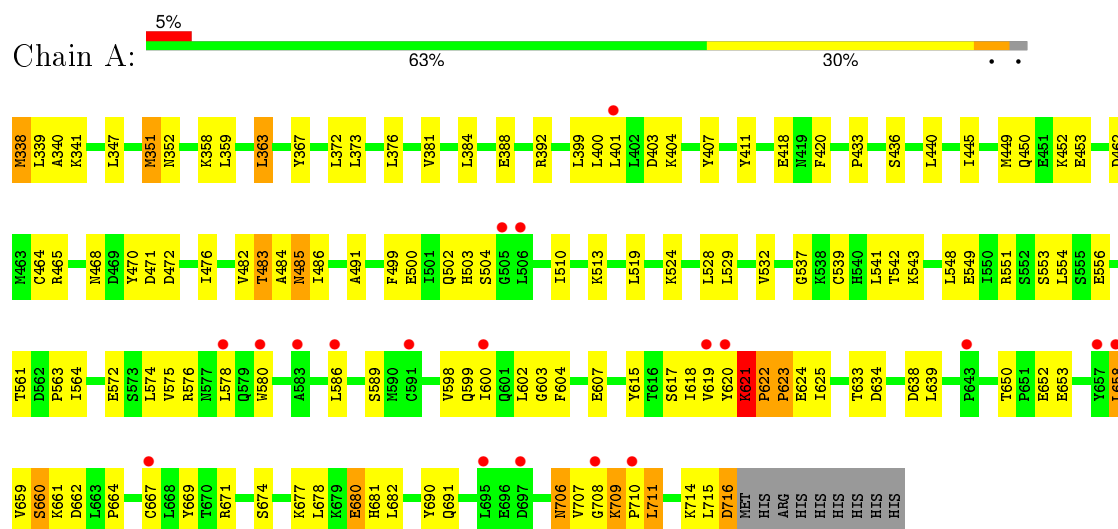 5%
Chain A:
63% 30% • •
M338 L339 A340 K341 L347 M351 N352 K358 L359 L363 Y367 L372 L373 L376 V381 L384 E388 R392 L399 L400 L401 L402 D403 K404 Y407 Y411 E418 N419 F420 P433 S436 L440 I445 M449 Q450 E451 K452 E453 D462
M463 C464 R465 N468 D469 Y470 D471 D472 I476 V482 T483 A484 N485 I486 A491 F499 E500 I501 Q502 H503 S504 G505 L506 I510 K513 L519 K524 L528 L529 V532 G537 K538 C539 H540 L541 T542 K543 L548 E549 I550 R551 S552 S553 L554 S555 E556
T561 D562 P563 I564 E572 S573 L574 V575 R576 N577 L578 Q579 W580 A583 L586 S589 M590 C591 V598 Q599 I600 Q601 L602 G603 F604 E607 Y615 T616 S617 I618 V619 Y620 K621 P622 P623 E624 I625 T633 D634 D638 L639 P643 T650 P651 E652 E653 Y657 L658
V659 S660 K661 D662 L663 P664 C667 L668 Y669 T670 R671 S674 K677 L678 K679 E680 H681 L682 Y690 Q691 L695 E696 D697 N706 V707 G708 K709 P710 L711 K714 L715 D716 MET HIS ARG HIS HIS HIS HIS HIS HIS